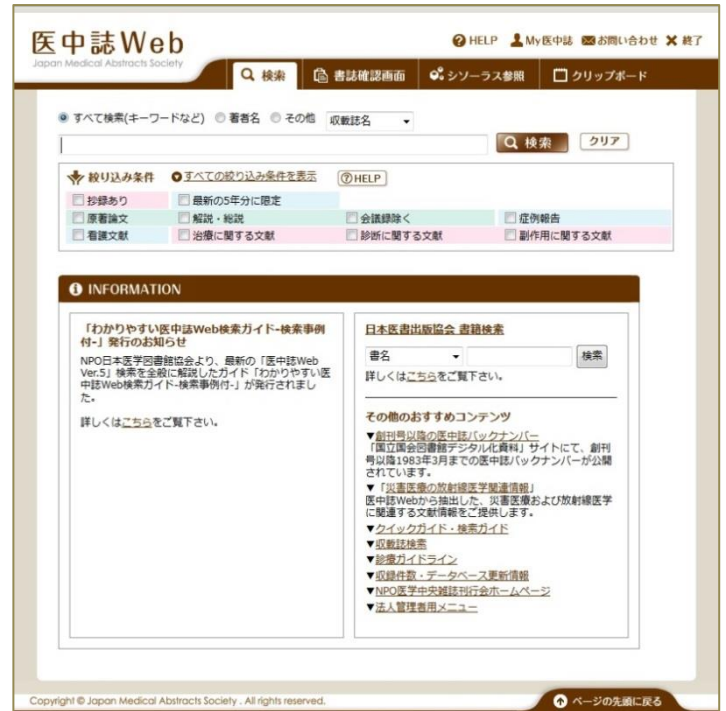 医中誌Web
Japan Medical Abstracts Society
HELP My医中誌 お問い合わせ 終了
検索 書誌確認画面 シソーラス参照 クリップボード
すべて検索(キーワードなど) 著者名 その他 収載誌名
検索 クリア
絞り込み条件 すべての絞り込み条件を表示 HELP
抄録あり 最新の5年分に限定
原著論文 解説・総説 会議録除く 症例報告
看護文献 治療に関する文献 診断に関する文献 副作用に関する文献
INFORMATION
「わかりやすい医中誌Web検索ガイド-検索事例
付-」発行のお知らせ
NPO日本医学図書館協会より、最新の「医中誌Web
Ver.5」検索を全般に解説したガイド「わかりやすい医
中誌Web検索ガイド-検索事例付-」が発行されまし
た。
詳しくはこちらをご覧下さい。
日本医書出版協会 書籍検索
書名 検索
詳しくはこちらをご覧下さい。
その他のおすすめコンテンツ
▼創刊号以降の医中誌バックナンバー
「国立国会図書館デジタル化資料」サイトにて、創刊
号以降1983年3月までの医中誌バックナンバーが公開
されています。
▼「災害医療の放射線医学関連情報」
医中誌Webから抽出した、災害医療および放射線医学
に関連する文献情報をご提供します。
▼クイックガイド・検索ガイド
▼収載誌検索
▼診療ガイドライン
▼収録件数・データベース更新情報
▼NPO医学中央雑誌刊行会ホームページ
▼法人管理者用メニュー
Copyright © Japan Medical Abstracts Society . All rights reserved.
ページの先頭に戻る